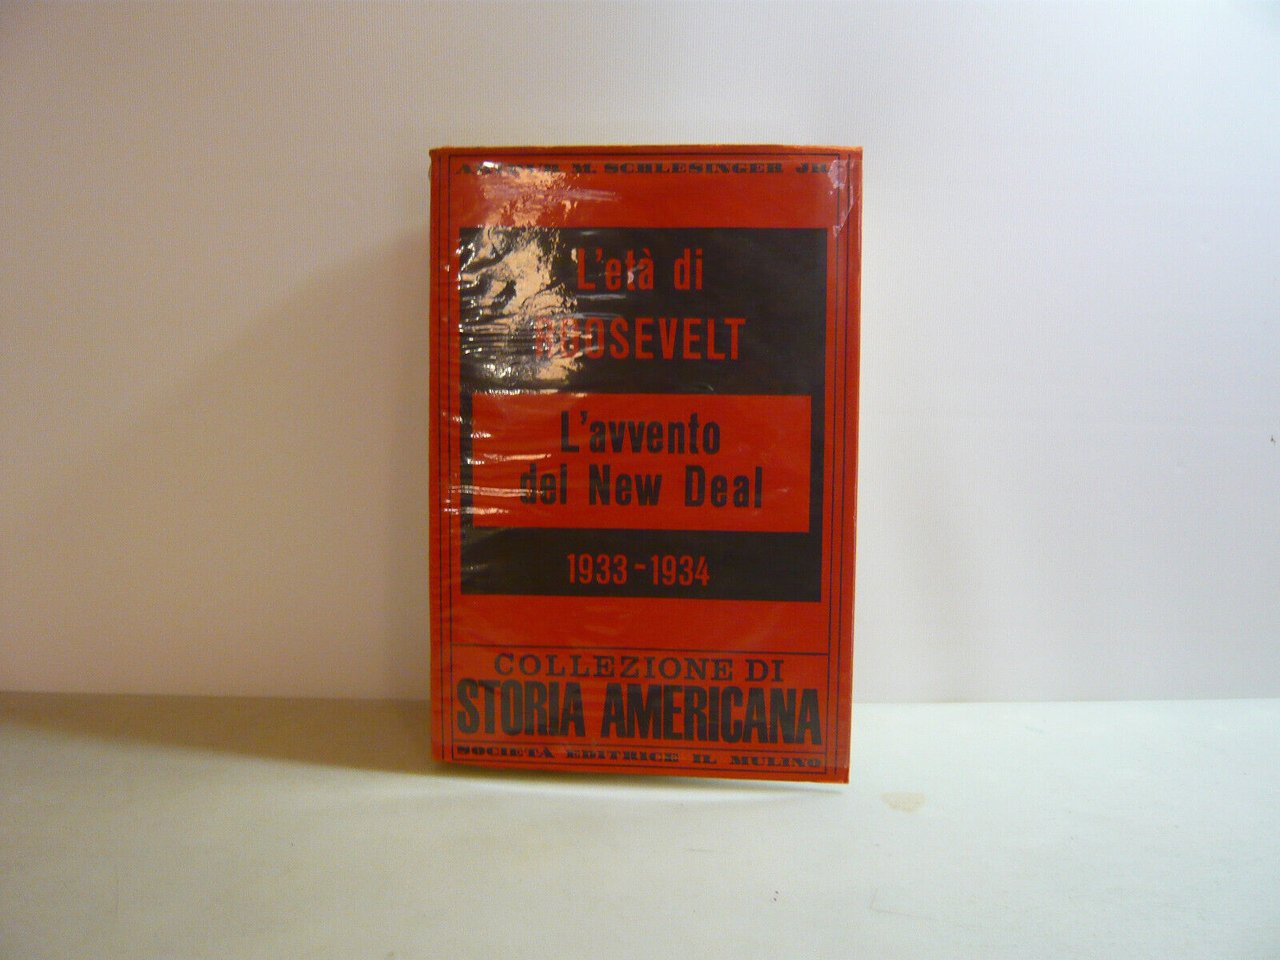 M. SCHLESINGER JR
L'età di
ROOSEVELT
L'avvento
del New Deal
1933-1934
COLLEZIONE DI
STORIA AMERICANA
SOCIETÀ EDITRICE IL MULINO